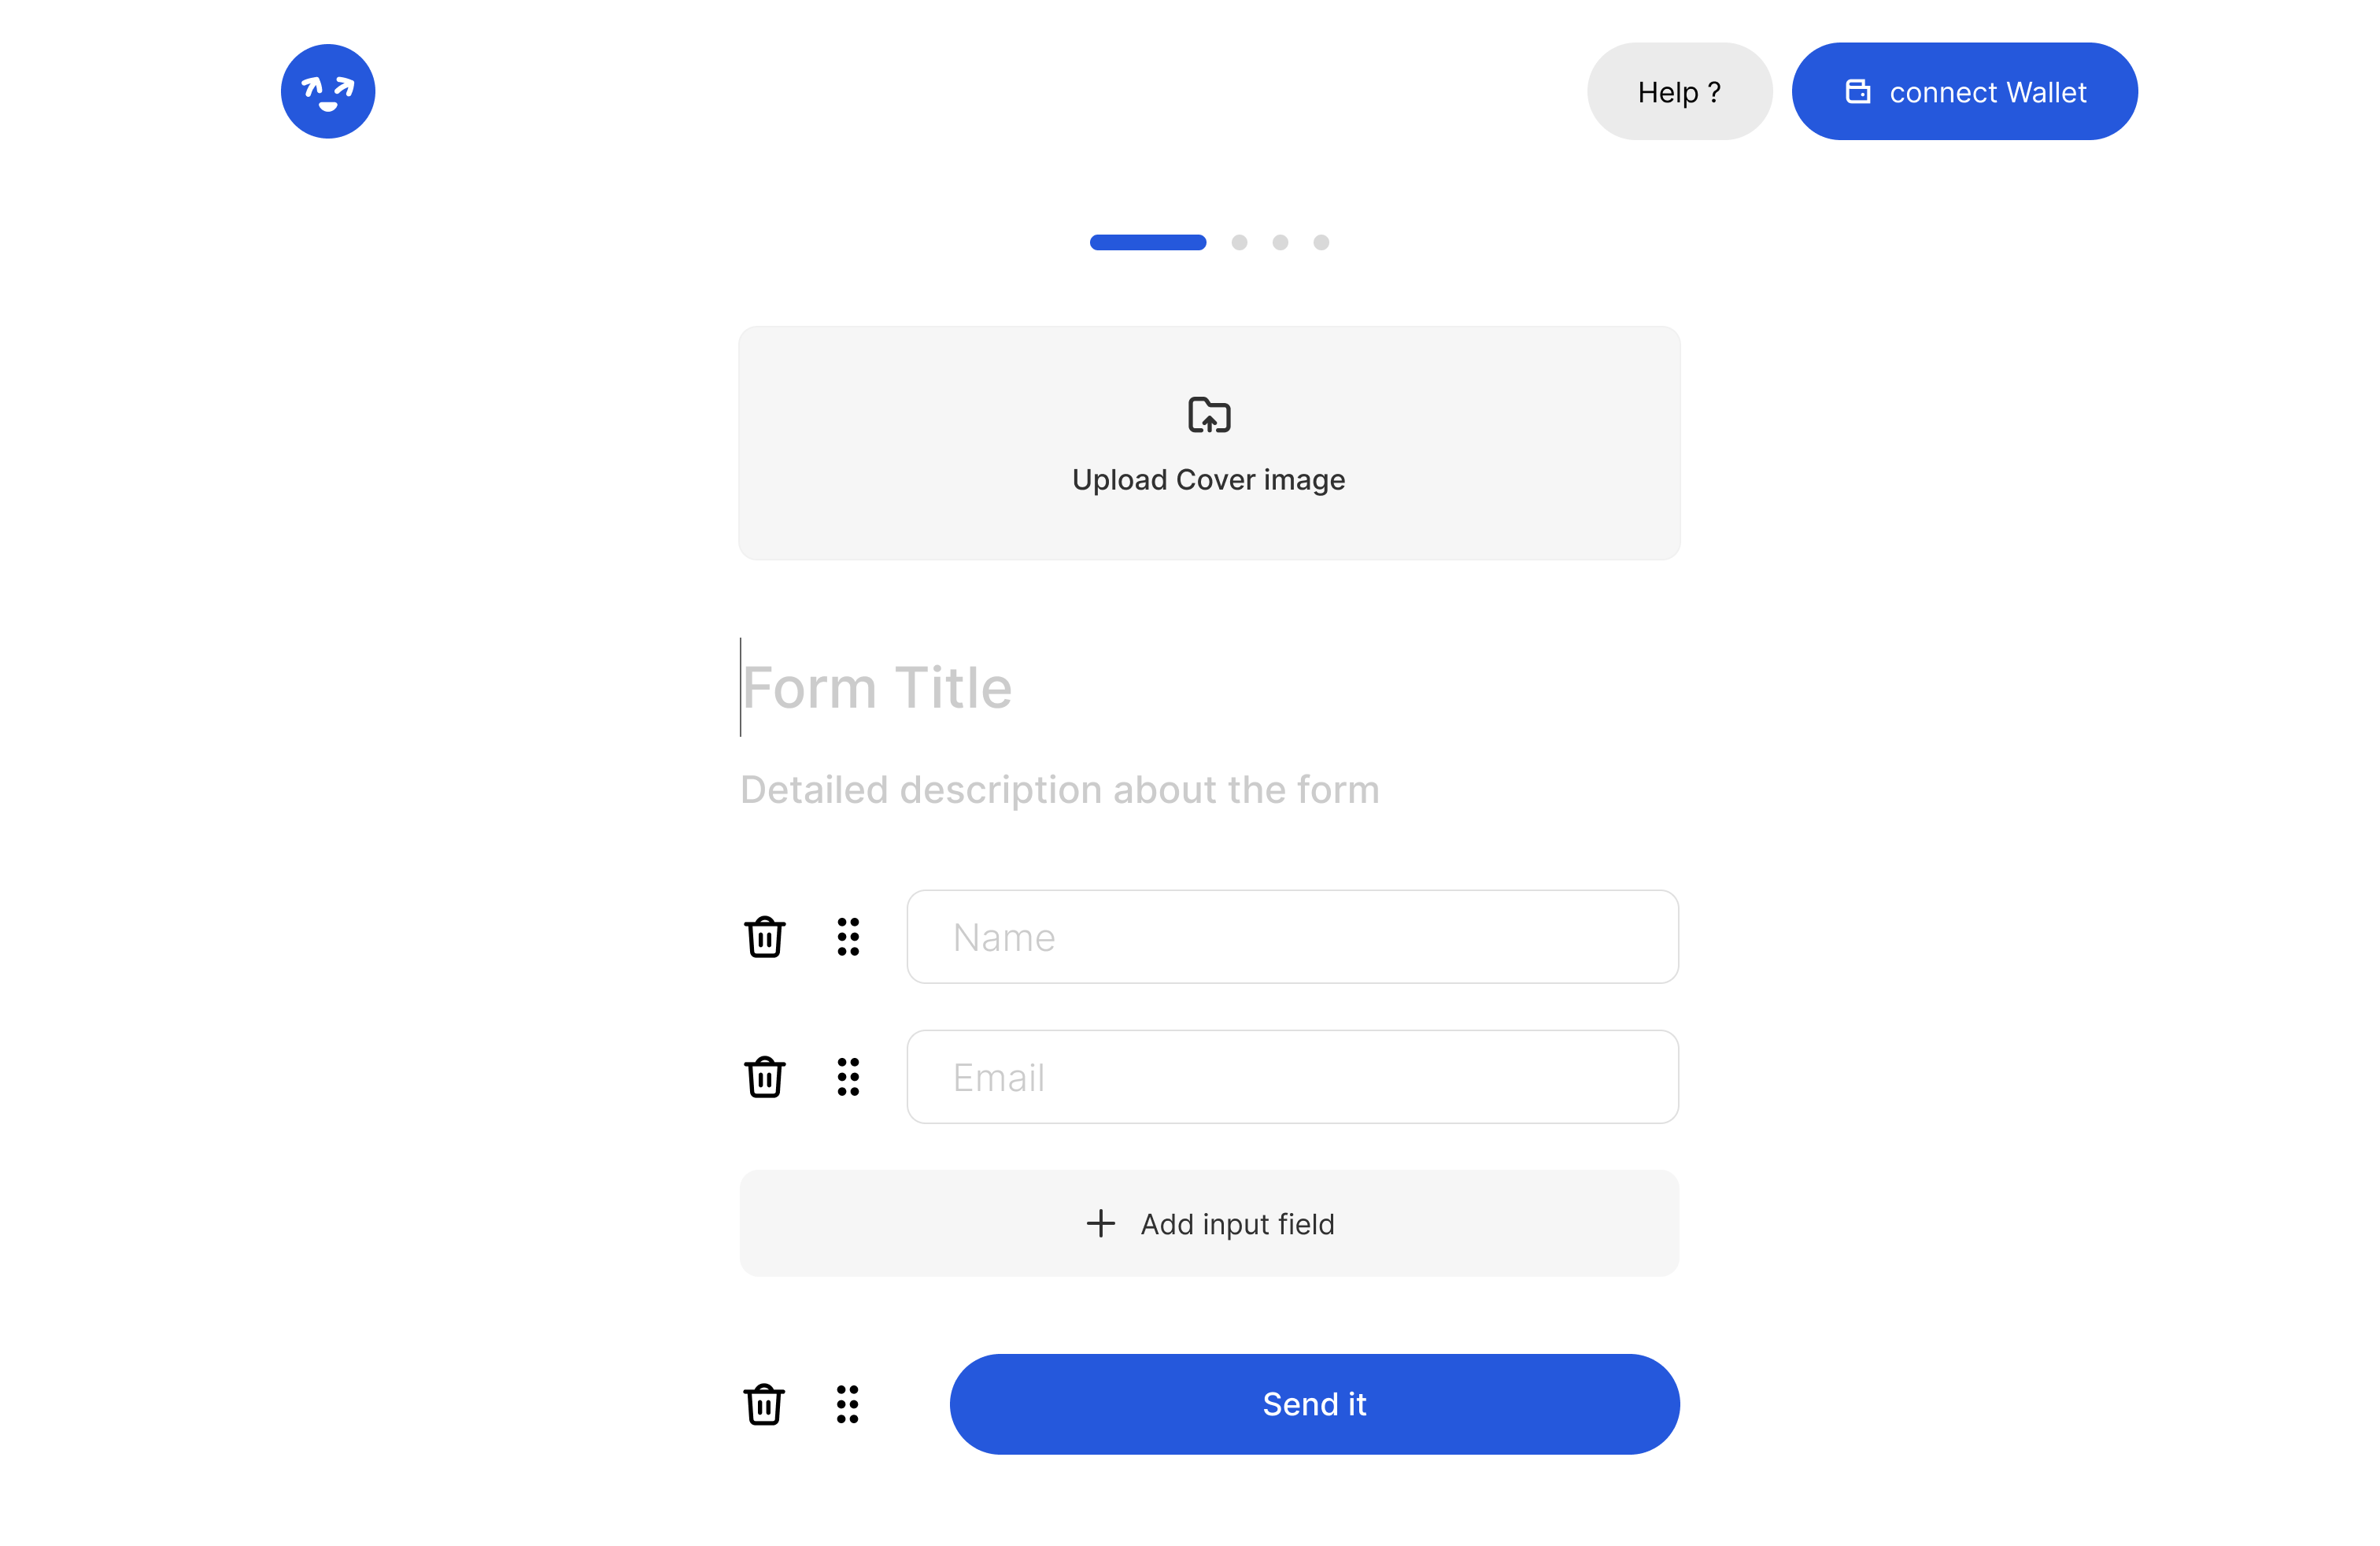 Help ?
connect Wallet
Upload Cover image
Form Title
Detailed description about the form
Name
Email
Add input field
Send it